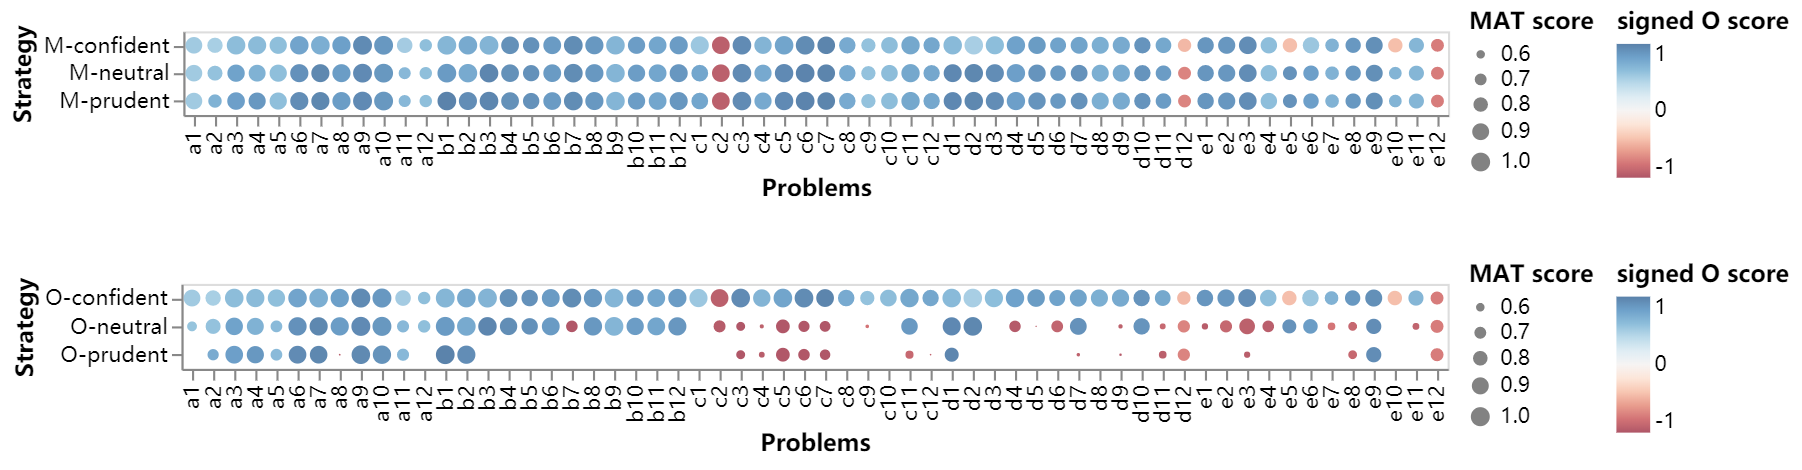 Strategy
M-confident
M-neutral
M-prudent
a1 a2 a3 a4 a5 a6 a7 a8 a9 a10 a11 a12 b1 b2 b3 b4 b5 b6 b7 b8 b9 b10 b11 b12 c1 c2 c3 c4 c5 c6 c7 c8 c9 c10 c11 c12 d1 d2 d3 d4 d5 d6 d7 d8 d9 d10 d11 d12 e1 e2 e3 e4 e5 e6 e7 e8 e9 e10 e11 e12
Problems
MAT score
0.6
0.7
0.8
0.9
1.0
signed O score
1
0
-1
Strategy
O-confident
O-neutral
O-prudent
a1 a2 a3 a4 a5 a6 a7 a8 a9 a10 a11 a12 b1 b2 b3 b4 b5 b6 b7 b8 b9 b10 b11 b12 c1 c2 c3 c4 c5 c6 c7 c8 c9 c10 c11 c12 d1 d2 d3 d4 d5 d6 d7 d8 d9 d10 d11 d12 e1 e2 e3 e4 e5 e6 e7 e8 e9 e10 e11 e12
Problems
MAT score
0.6
0.7
0.8
0.9
1.0
signed O score
1
0
-1